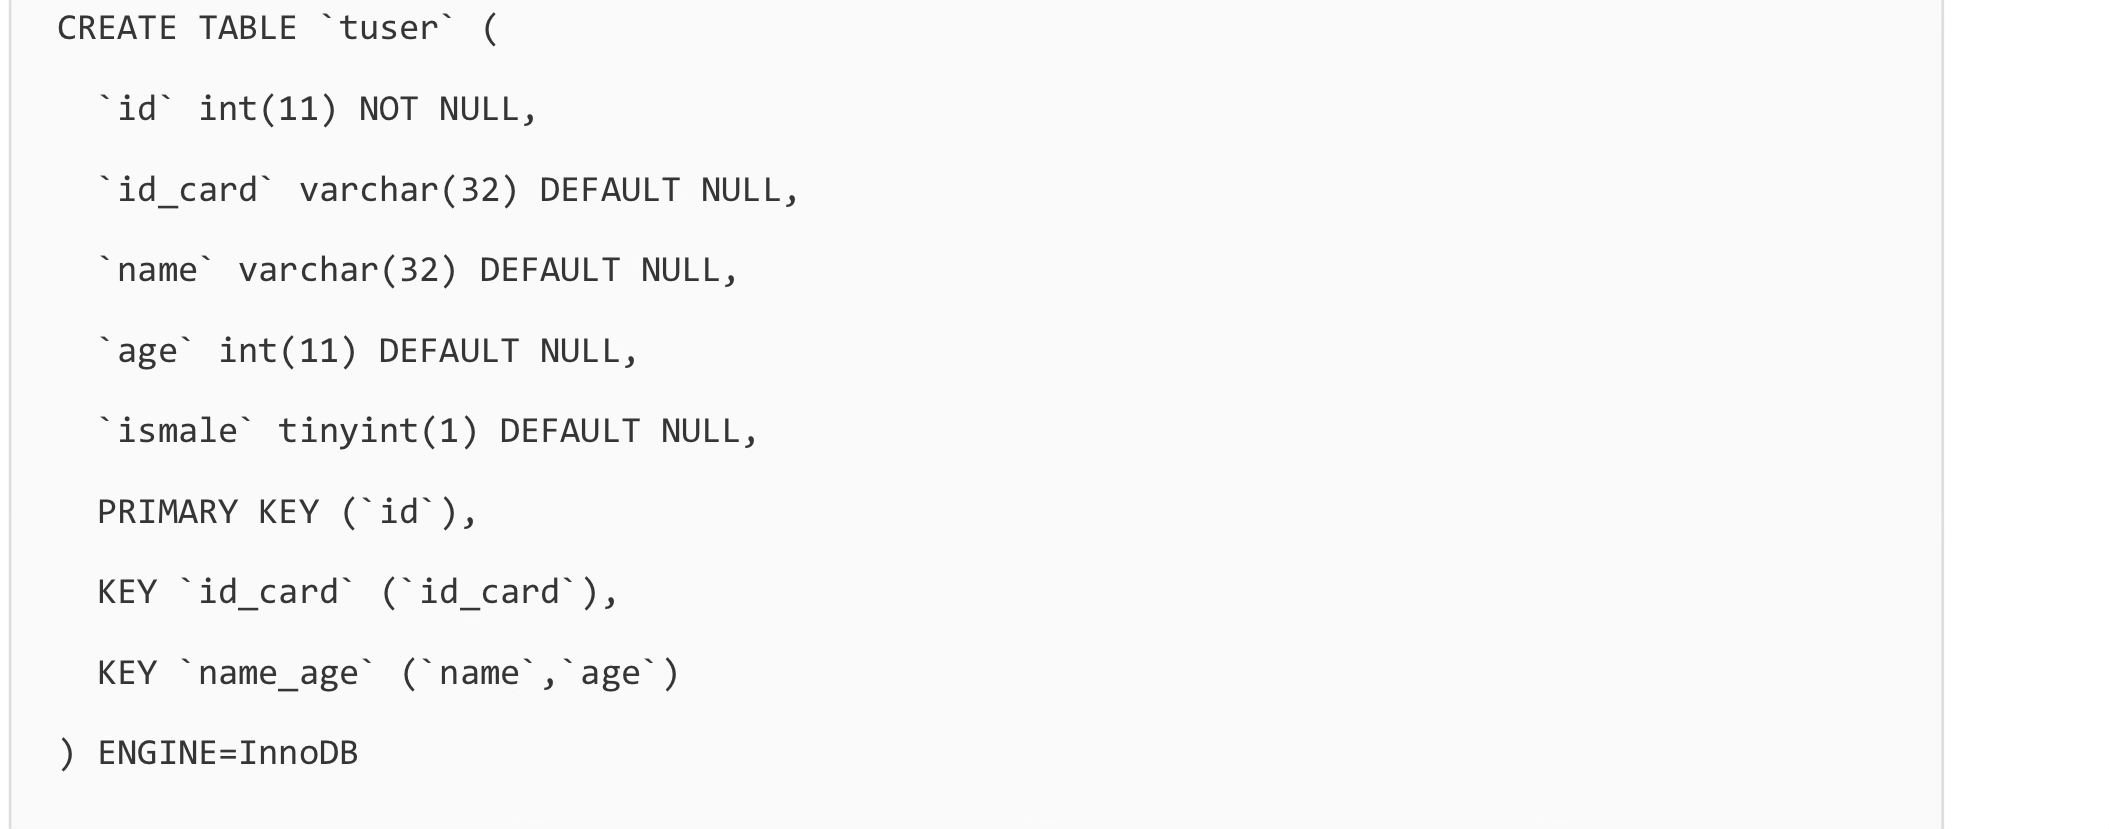 CREATE TABLE `tuser` (
  `id` int(11) NOT NULL,
  `id_card` varchar(32) DEFAULT NULL,
  `name` varchar(32) DEFAULT NULL,
  `age` int(11) DEFAULT NULL,
  `ismale` tinyint(1) DEFAULT NULL,
  PRIMARY KEY (`id`),
  KEY `id_card` (`id_card`),
  KEY `name_age` (`name`,`age`)
) ENGINE=InnoDB